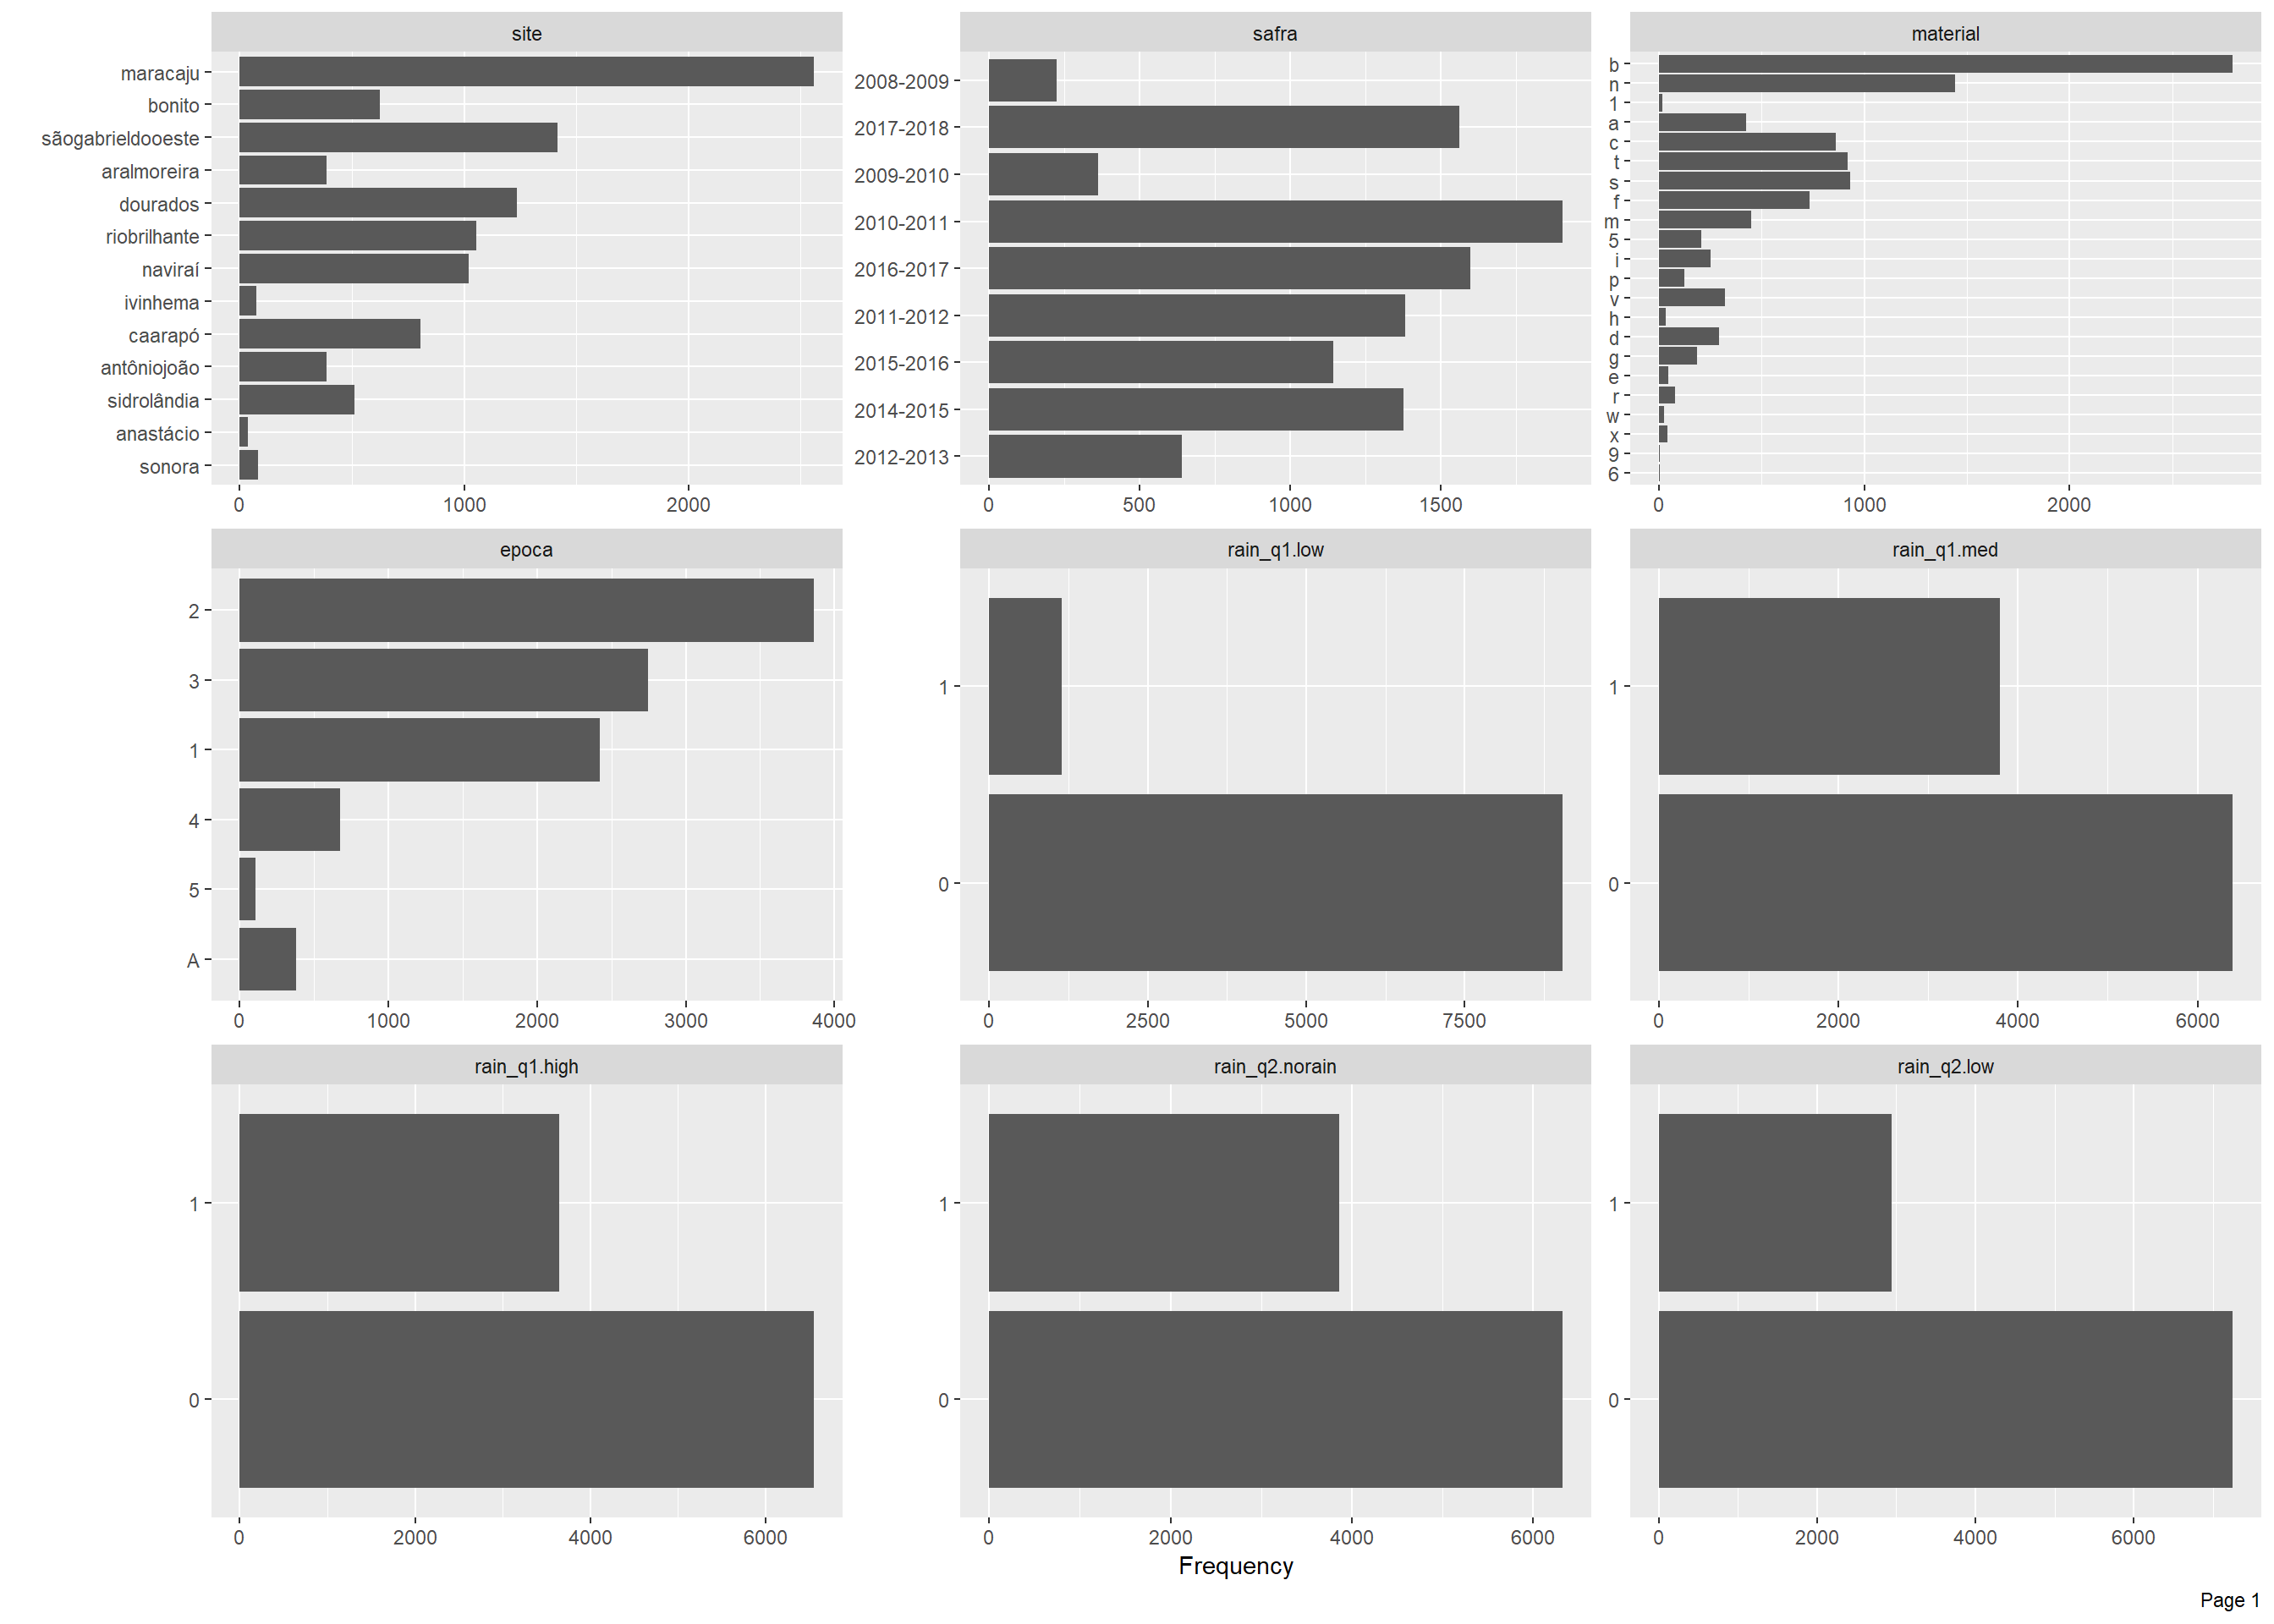 site
maracaju
bonito
sãogabrieldooeste
aralmoreira
dourados
riobrilhante
naviraí
ivinhema
caarapó
antôniojoão
sidrolândia
anastácio
sonora
0 1000 2000
safra
2008-2009
2017-2018
2009-2010
2010-2011
2016-2017
2011-2012
2015-2016
2014-2015
2012-2013
0 500 1000 1500
material
b
n
1
a
c
t
s
f
m
5
i
p
v
h
d
g
e
r
w
x
9
6
0 1000 2000
epoca
2
3
1
4
5
A
0 1000 2000 3000 4000
rain_q1.low
1
0
0 2500 5000 7500
rain_q1.med
1
0
0 2000 4000 6000
rain_q1.high
1
0
0 2000 4000 6000
rain_q2.norain
1
0
0 2000 4000 6000
rain_q2.low
1
0
0 2000 4000 6000
Frequency
Page 1